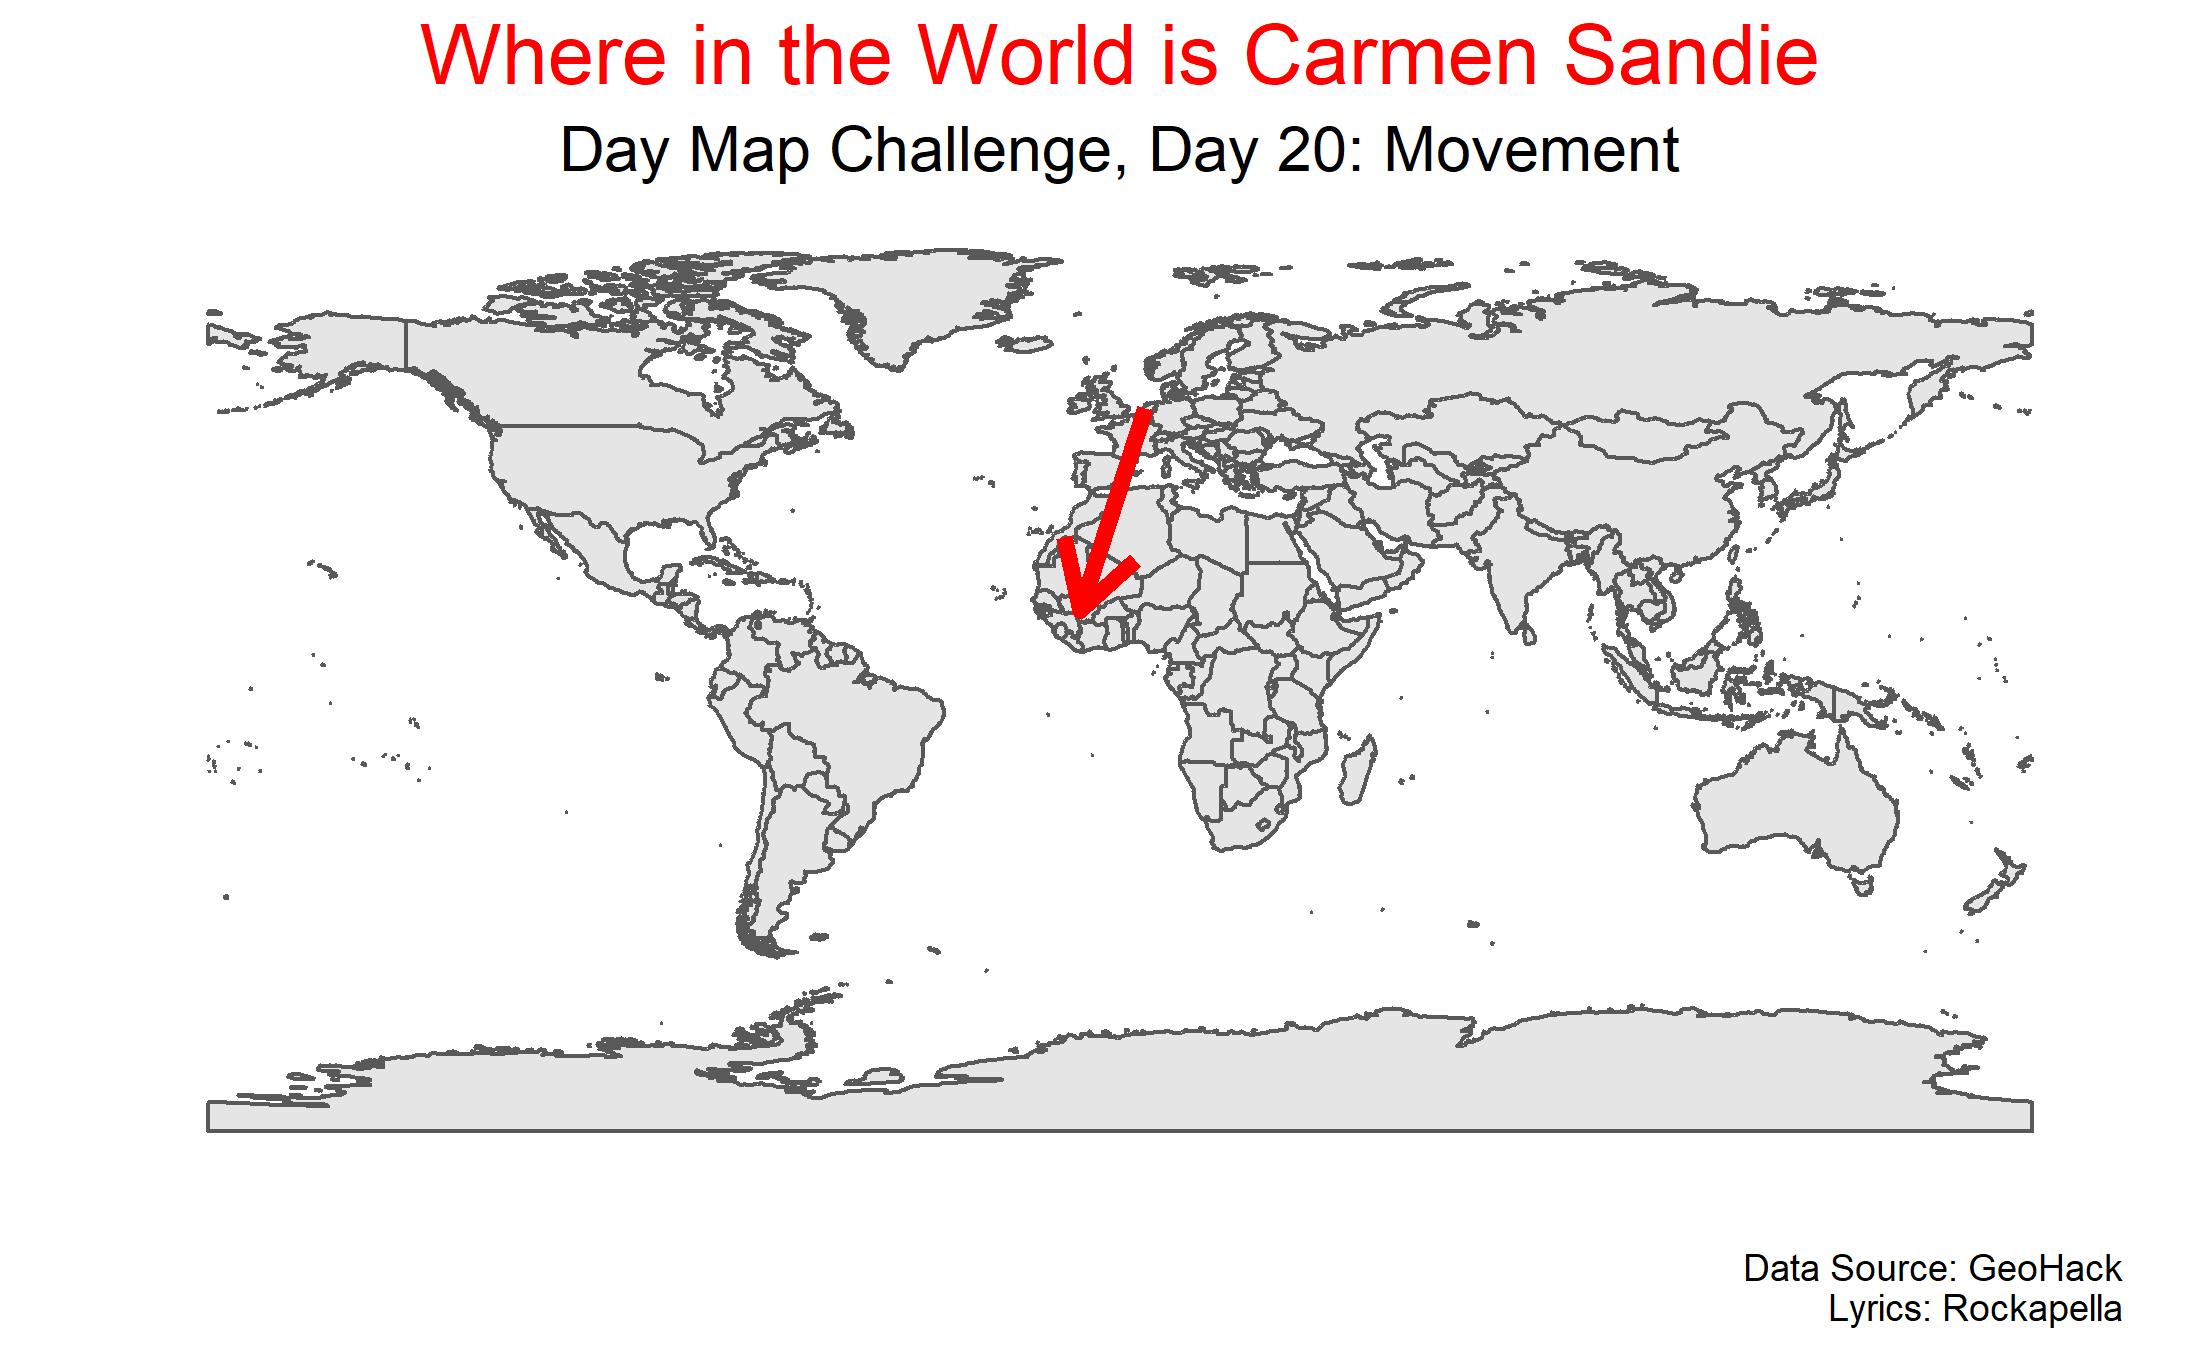 Where in the World is Carmen Sandie
Day Map Challenge, Day 20: Movement
Data Source: GeoHack
Lyrics: Rockapella